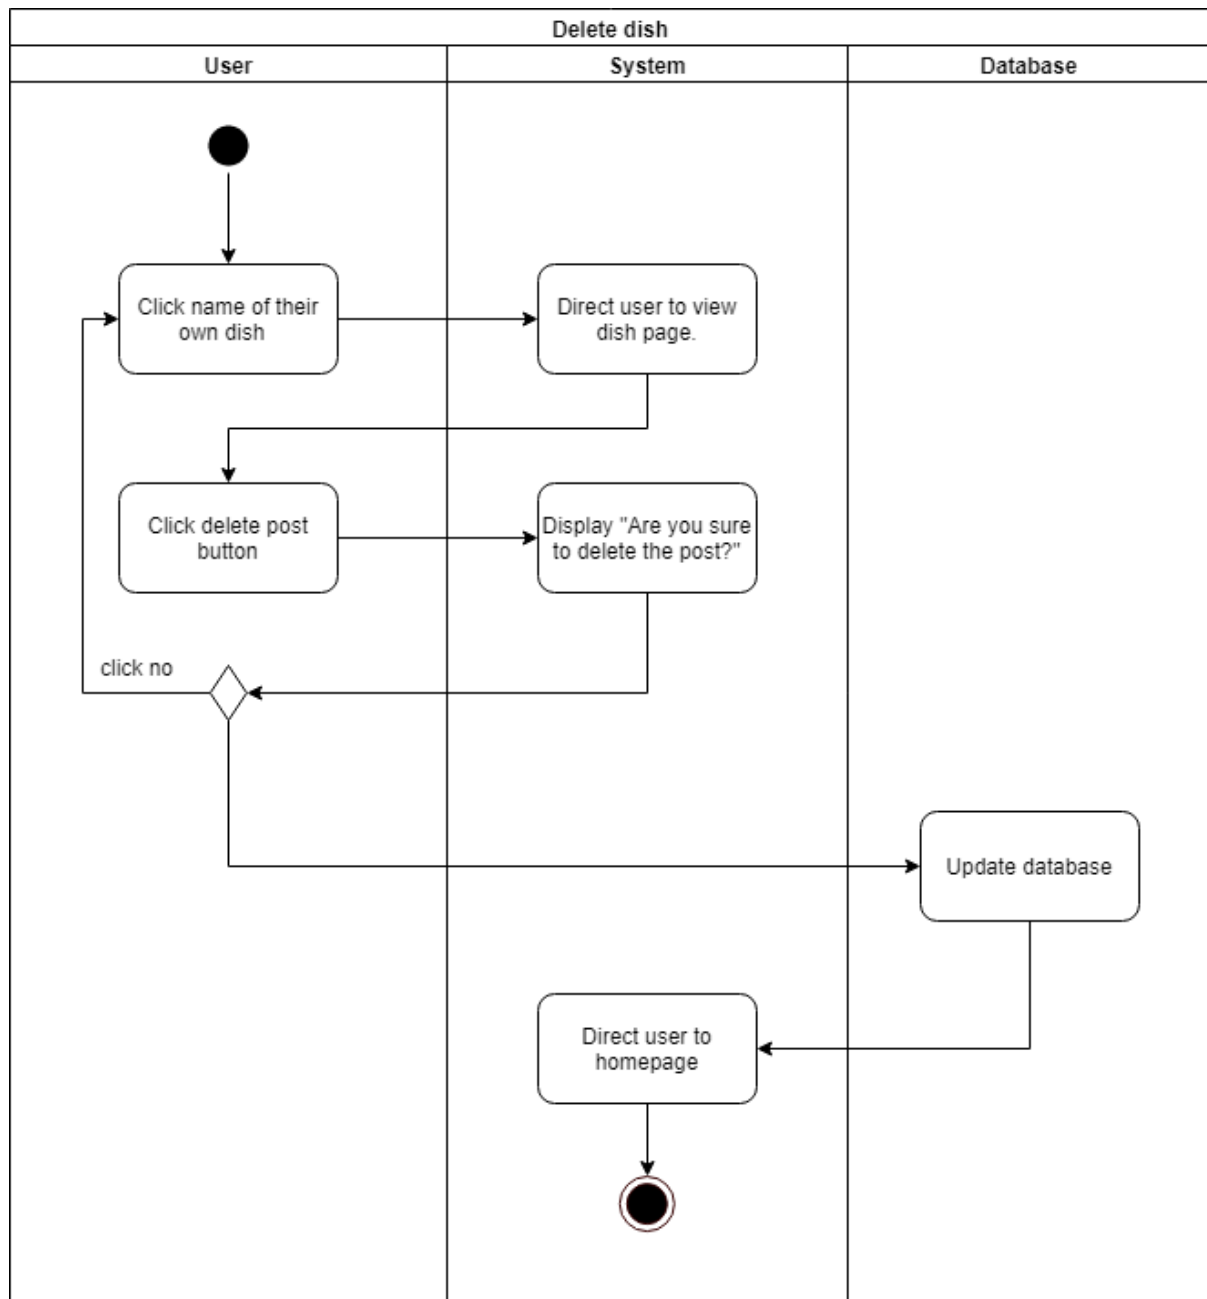 Delete dish
User
System
Database
Click name of their
own dish
Direct user to view
dish page.
Click delete post
button
Display "Are you sure
to delete the post?"
click no
Update database
Direct user to
homepage